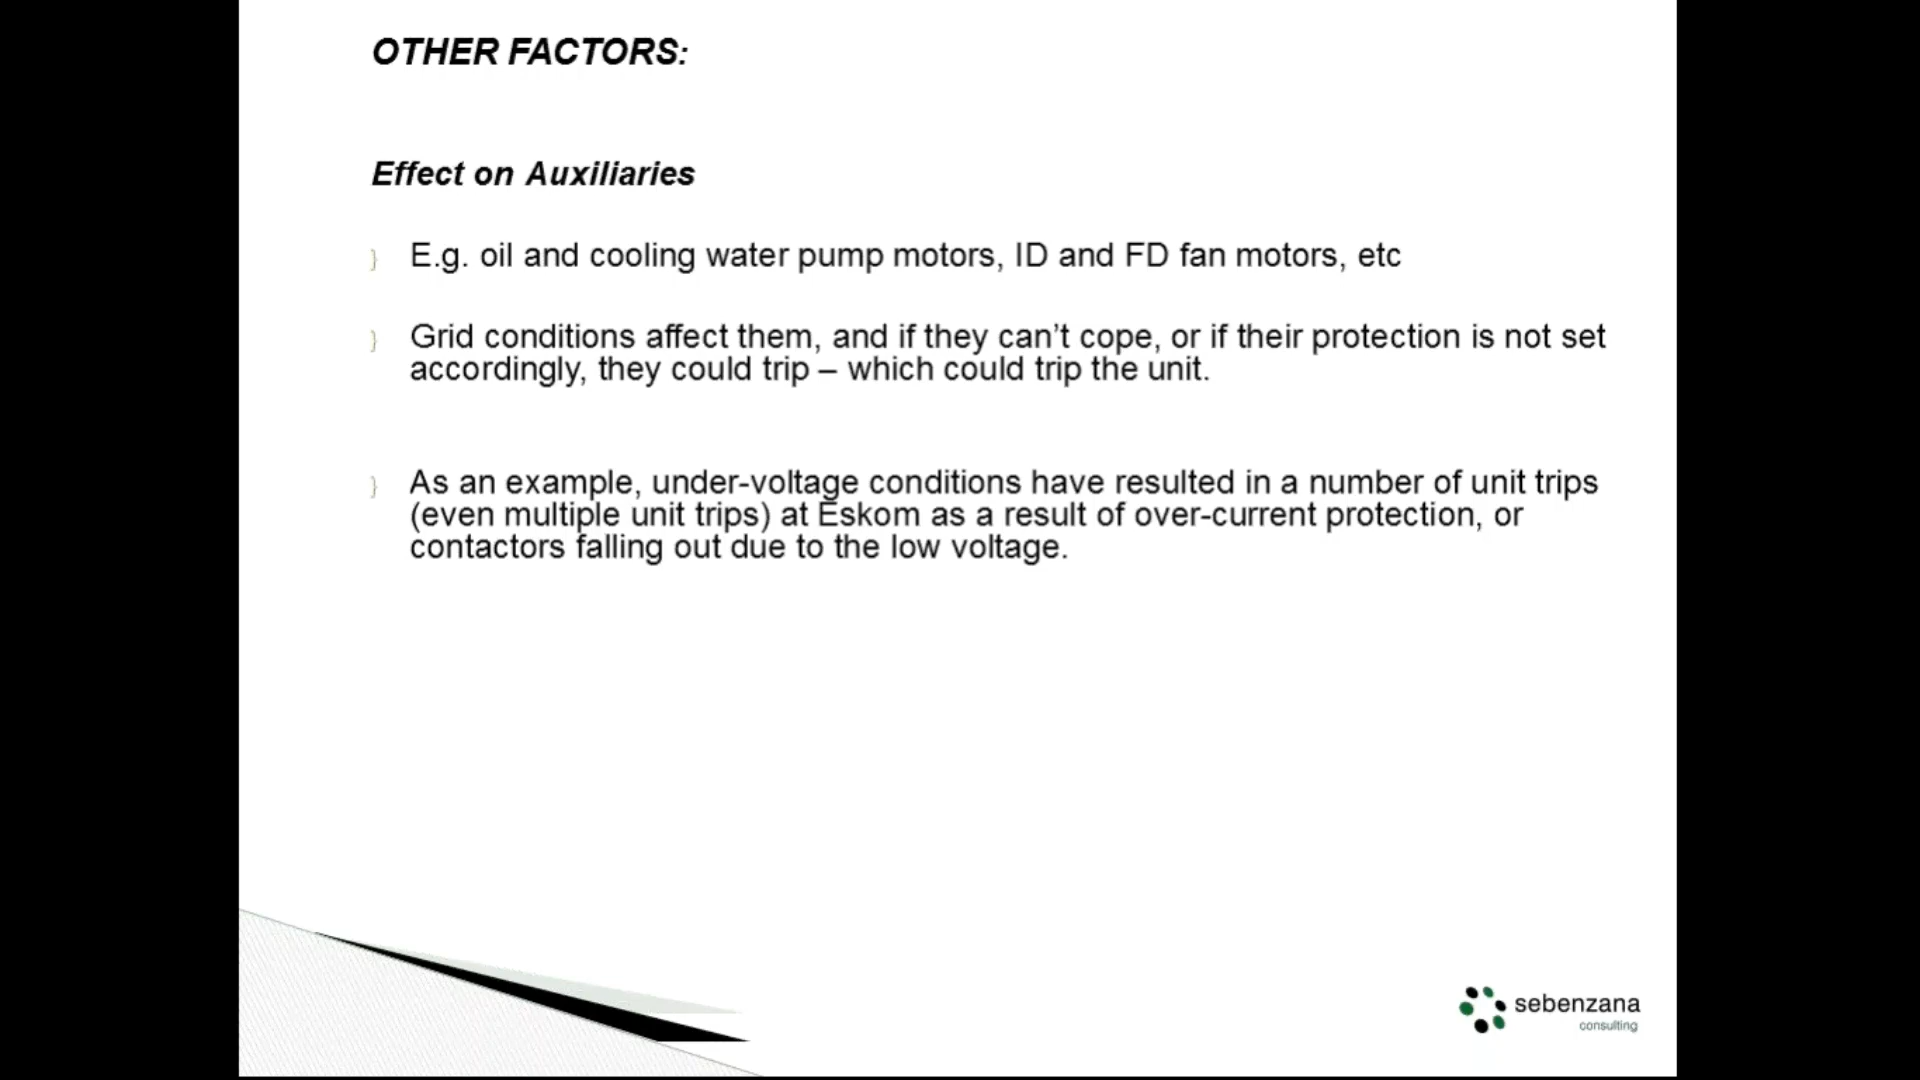 OTHER FACTORS:
Effect on Auxiliaries
} E.g. oil and cooling water pump motors, ID and FD fan motors, etc
} Grid conditions affect them, and if they can’t cope, or if their protection is not set
accordingly, they could trip – which could trip the unit.
} As an example, under-voltage conditions have resulted in a number of unit trips
(even multiple unit trips) at Eskom as a result of over-current protection, or
contactors falling out due to the low voltage.
sebenzana
consulting